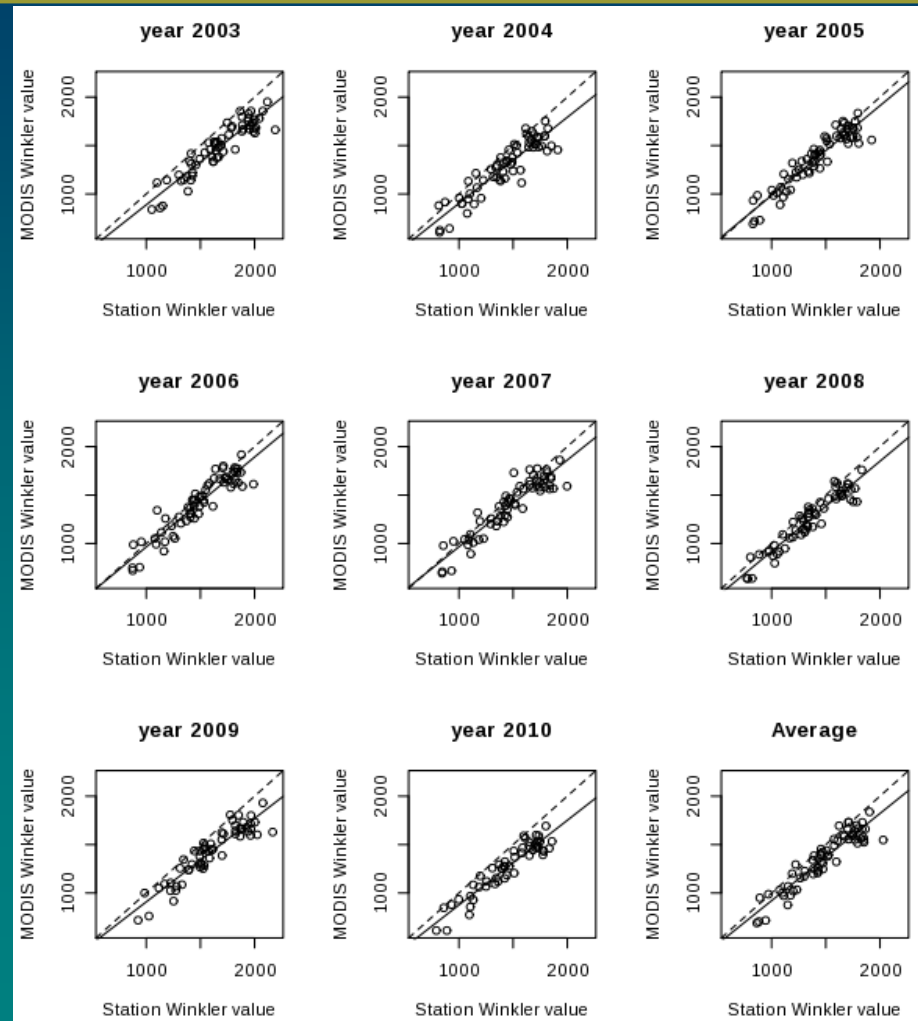 year 2003
year 2004
year 2005
MODIS Winkler value
2000
1000
1000
2000
Station Winkler value
MODIS Winkler value
2000
1000
1000
2000
Station Winkler value
MODIS Winkler value
2000
1000
1000
2000
Station Winkler value
year 2006
year 2007
year 2008
MODIS Winkler value
2000
1000
1000
2000
Station Winkler value
MODIS Winkler value
2000
1000
1000
2000
Station Winkler value
MODIS Winkler value
2000
1000
1000
2000
Station Winkler value
year 2009
year 2010
Average
MODIS Winkler value
2000
1000
1000
2000
Station Winkler value
MODIS Winkler value
2000
1000
1000
2000
Station Winkler value
MODIS Winkler value
2000
1000
1000
2000
Station Winkler value